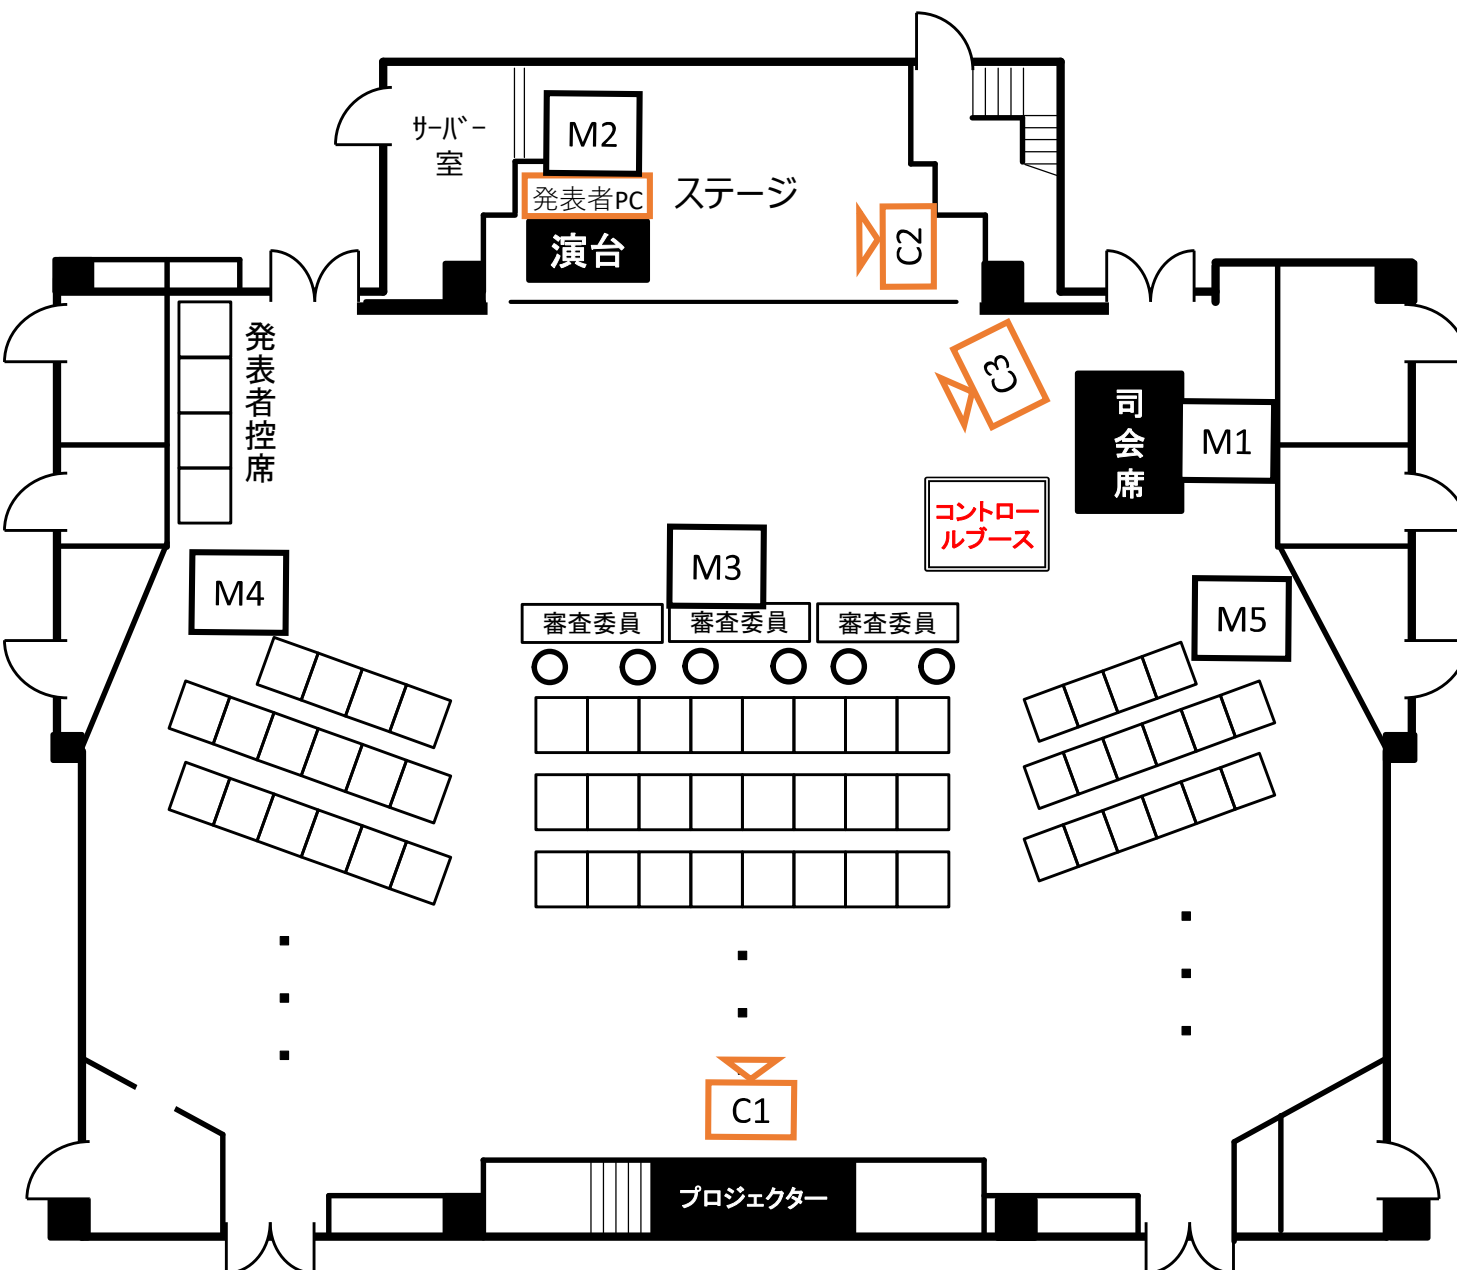 サーバー
室
M2
発表者PC
ステージ
演台
C2
発表者控席
C3
司会席
M1
コントロー
ルブース
M3
M4
M5
審査委員
審査委員
審査委員
C1
プロジェクター